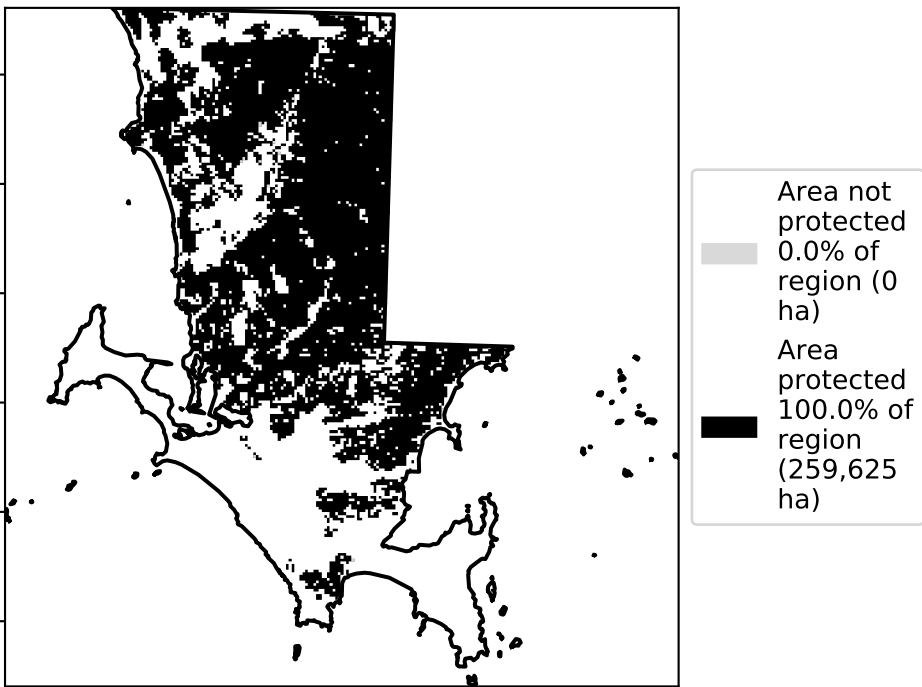 Area not
protected
0.0% of
region (0
ha)
Area
protected
100.0% of
region
(259,625
ha)